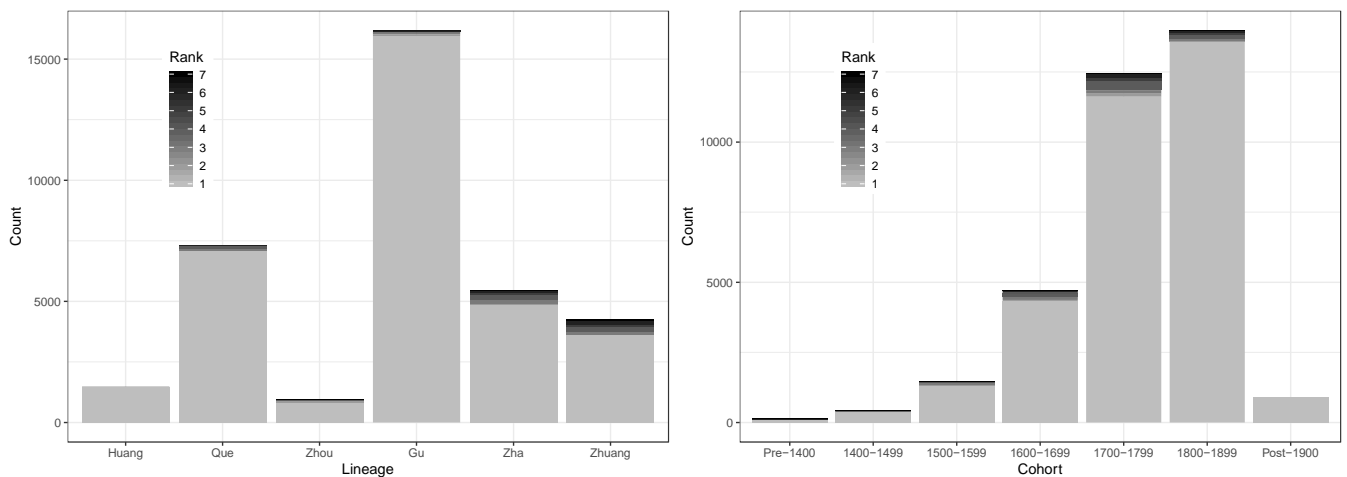 Rank
7
6
5
4
3
2
1
15000
10000
5000
0
Count
Huang Que Zhou Gu Zha Zhuang
Lineage
Rank
7
6
5
4
3
2
1
10000
5000
0
Count
Pre−1400 1400−1499 1500−1599 1600−1699 1700−1799 1800−1899 Post−1900
Cohort